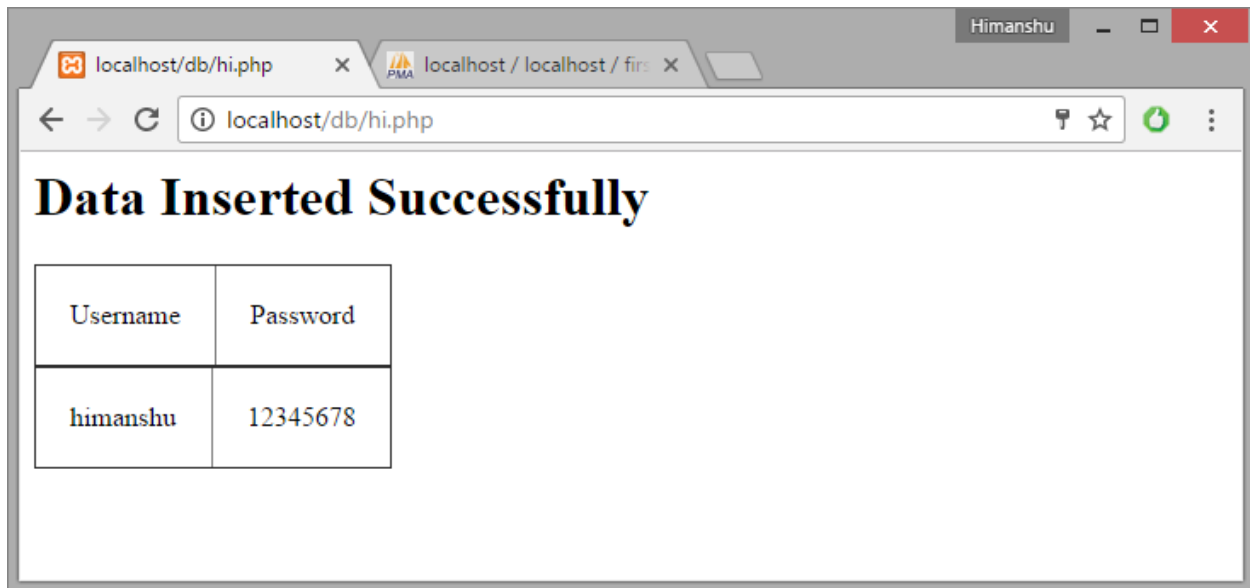 Himanshu
localhost/db/hi.php
PMA localhost / localhost / firs
localhost/db/hi.php
Data Inserted Successfully
Username Password
himanshu 12345678